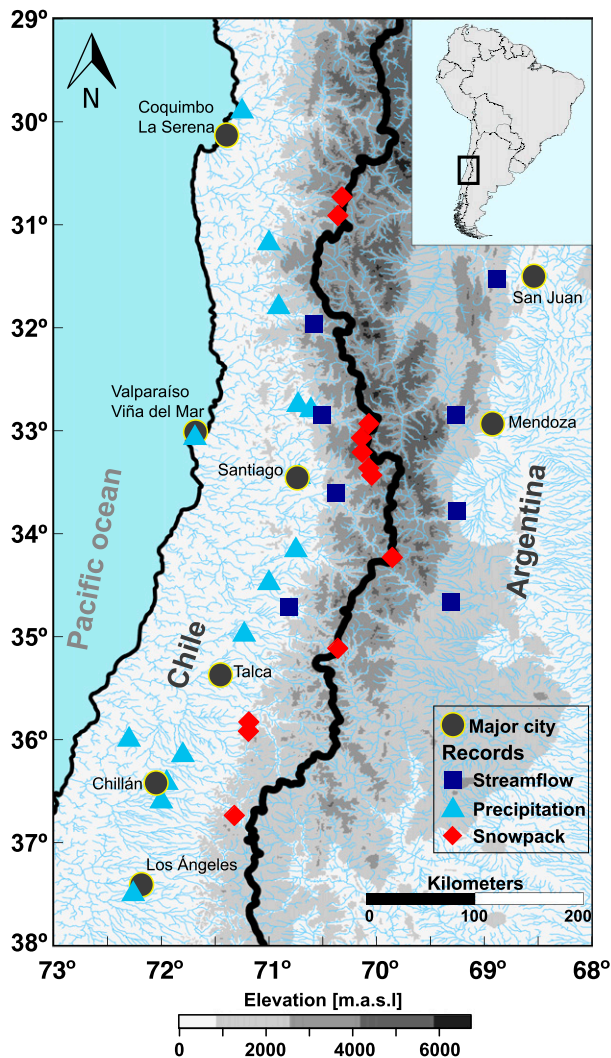 29º
30º
31º
32º
33º
34º
35º
36º
37º
38º
N
Coquimbo
La Serena
San Juan
Valparaíso
Viña del Mar
Mendoza
Santiago
Pacific ocean
Chile
Argentina
Talca
Chillán
Los Ángeles
Major city
Records
Streamflow
Precipitation
Snowpack
Kilometers
0 100 200
73º 72º 71º 70º 69º 68º
Elevation [m.a.s.l]
0 2000 4000 6000